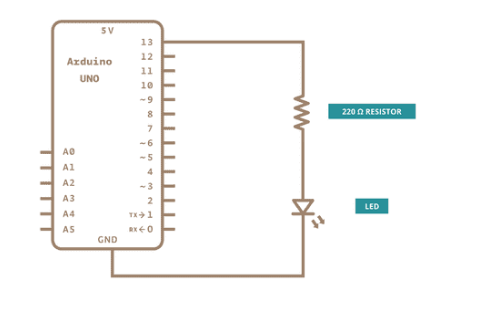 5V
Arduino
UNO
13
12
11
10
~9
8
7
~6
~5
4
~3
2
TX→1
RX←0
A0
A1
A2
A3
A4
A5
GND
220 Ω RESISTOR
LED